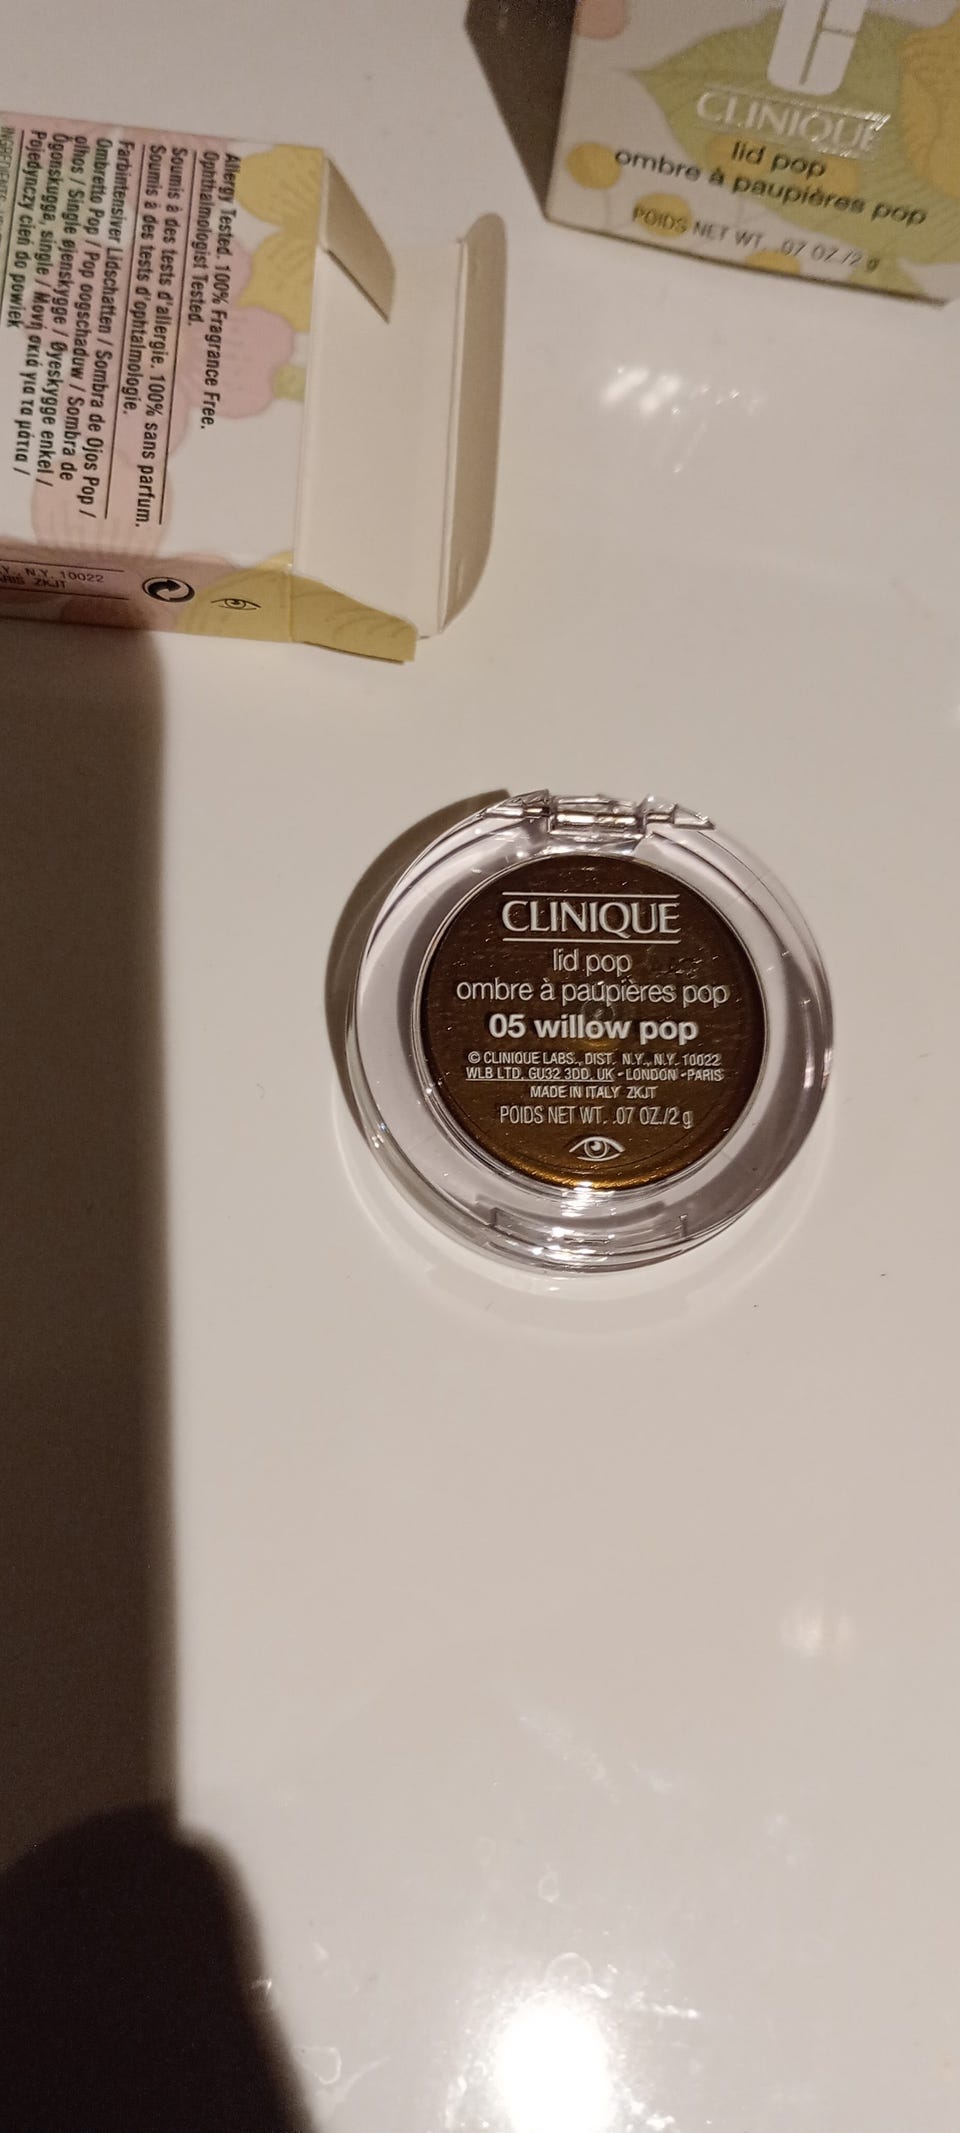 CLINIQUE
lid pop
ombre à paupières pop
POIDS NET WT. .07 OZ./2 g
Allergy Tested. 100% Fragrance Free.
Ophthalmologist Tested.
Soumis à des tests d'allergie. 100% sans parfum.
Soumis à des tests d'ophtalmologie.
Farbintensiver Lidschatten / Sombra de Ojos Pop /
Ombretto Pop / Pop oogschaduw / Sombra de
olhos / Single øjenskygge / Øyeskygge enkel /
Ögonskugga, single / Μονή σκιά για τα μάτια /
Pojedynczy cień do powiek
Y., N.Y. 10022
ARIS ZKJT
CLINIQUE
lid pop
ombre à paupières pop
05 willow pop
© CLINIQUE LABS., DIST. N.Y., N.Y. 10022
WLB LTD, GU32 3DD, UK - LONDON - PARIS
MADE IN ITALY ZKJT
POIDS NET WT. .07 OZ./2 g